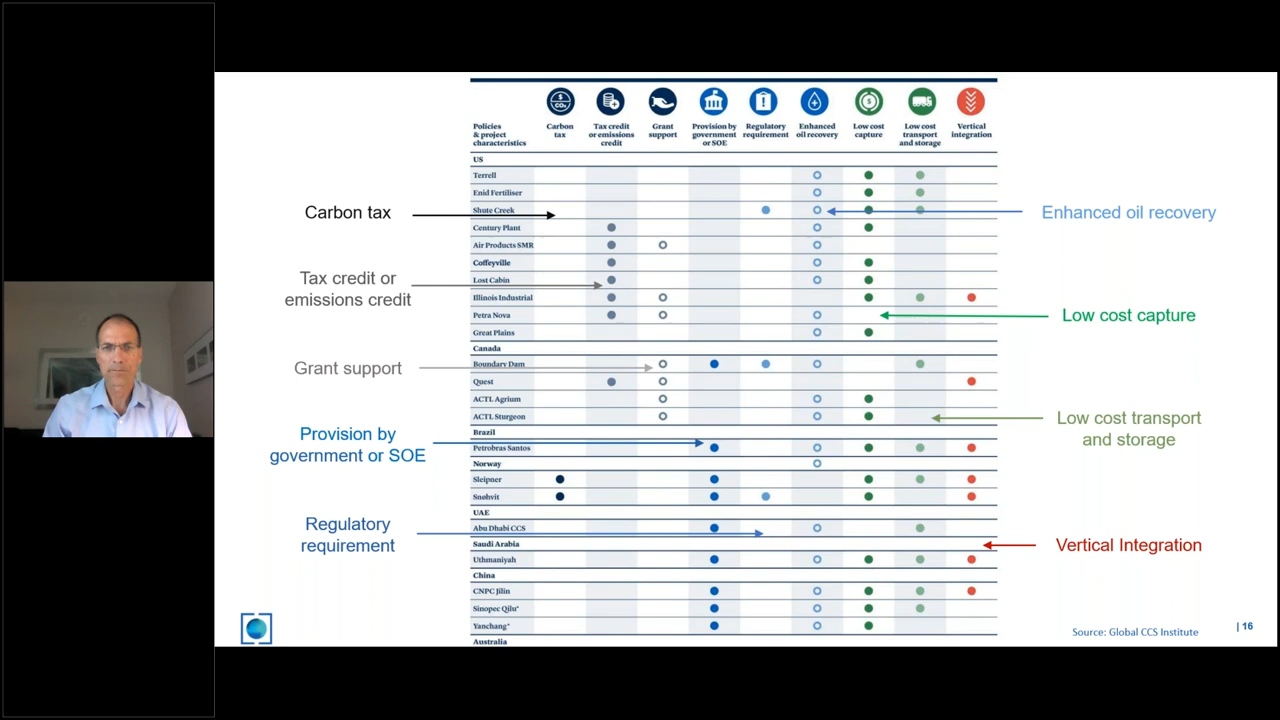 Policies
& project
characteristics
Carbon
tax
Tax credit
or emissions
credit
Grant
support
Provision by
government
or SOE
Regulatory
requirement
Enhanced
oil recovery
Low cost
capture
Low cost
transport
and storage
Vertical
integration
US
Terrell
Enid Fertiliser
Shute Creek
Century Plant
Air Products SMR
Coffeyville
Lost Cabin
Illinois Industrial
Petra Nova
Great Plains
Canada
Boundary Dam
Quest
ACTL Agrium
ACTL Sturgeon
Brazil
Petrobras Santos
Norway
Sleipner
Snøhvit
UAE
Abu Dhabi CCS
Saudi Arabia
Uthmaniyah
China
CNPC Jilin
Sinopec Qilu*
Yanchang*
Australia
Carbon tax
Tax credit or
emissions credit
Grant support
Provision by
government or SOE
Regulatory
requirement
Enhanced oil recovery
Low cost capture
Low cost transport
and storage
Vertical Integration
Source: Global CCS Institute
| 16